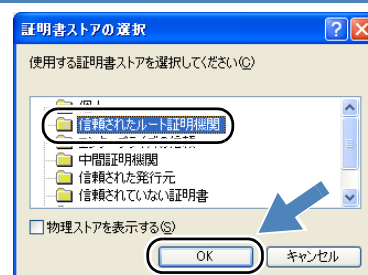 証明書ストアの選択
使用する証明書ストアを選択してください(C)
個人
信頼されたルート証明機関
中間証明機関
信頼された発行元
信頼されていない証明書
物理ストアを表示する(S)
OK
キャンセル